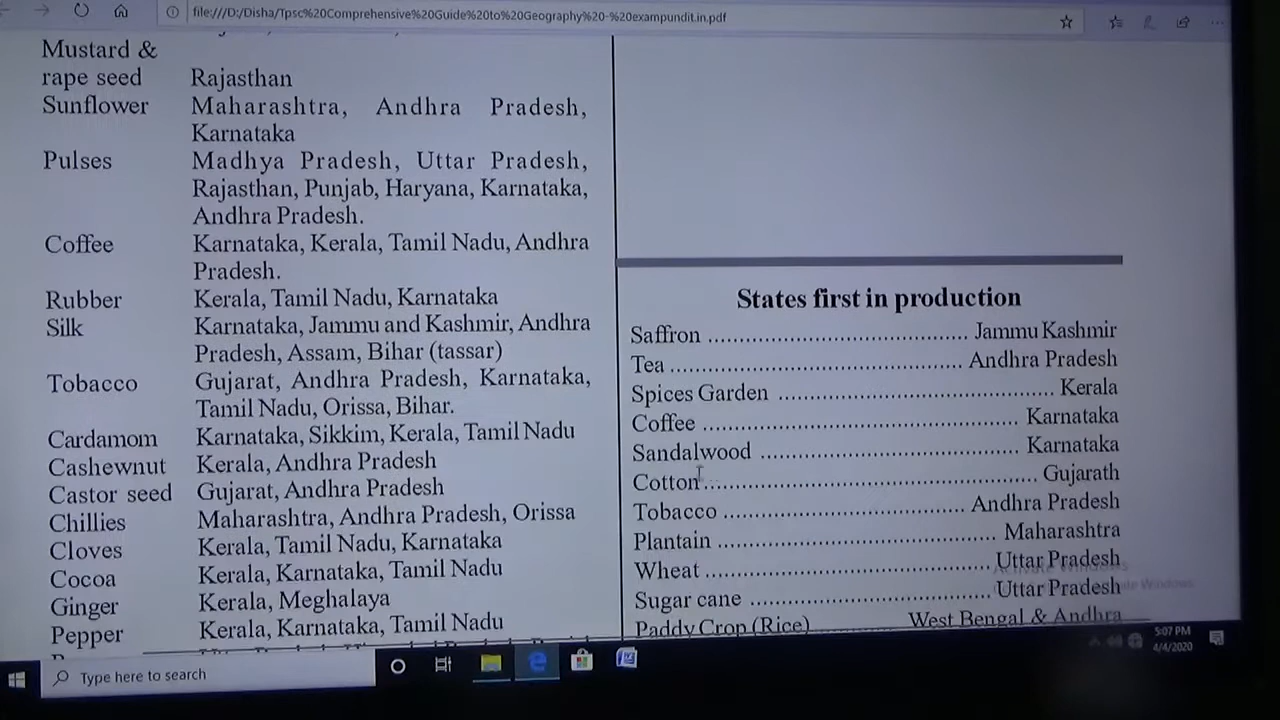 file:///D:/Disha/Tpsc%20Comprehensive%20Guide%20to%20Geography%20-%20exampundit.in.pdf
Mustard &
rape seed Rajasthan
Sunflower Maharashtra, Andhra Pradesh,
Karnataka
Pulses Madhya Pradesh, Uttar Pradesh,
Rajasthan, Punjab, Haryana, Karnataka,
Andhra Pradesh.
Coffee Karnataka, Kerala, Tamil Nadu, Andhra
Pradesh.
Rubber Kerala, Tamil Nadu, Karnataka
Silk Karnataka, Jammu and Kashmir, Andhra
Pradesh, Assam, Bihar (tassar)
Tobacco Gujarat, Andhra Pradesh, Karnataka,
Tamil Nadu, Orissa, Bihar.
Cardamom Karnataka, Sikkim, Kerala, Tamil Nadu
Cashewnut Kerala, Andhra Pradesh
Castor seed Gujarat, Andhra Pradesh
Chillies Maharashtra, Andhra Pradesh, Orissa
Cloves Kerala, Tamil Nadu, Karnataka
Cocoa Kerala, Karnataka, Tamil Nadu
Ginger Kerala, Meghalaya
Pepper Kerala, Karnataka, Tamil Nadu
States first in production
Saffron ........................................ Jammu Kashmir
Tea ............................................. Andhra Pradesh
Spices Garden ........................................... Kerala
Coffee ................................................. Karnataka
Sandalwood ........................................ Karnataka
Cotton .................................................... Gujarath
Tobacco ...................................... Andhra Pradesh
Plantain ........................................... Maharashtra
Wheat ............................................ Uttar Pradesh
Sugar cane ..................................... Uttar Pradesh
Paddy Crop (Rice) West Bengal & Andhra
Activate Windows
Type here to search
5:07 PM
4/4/2020